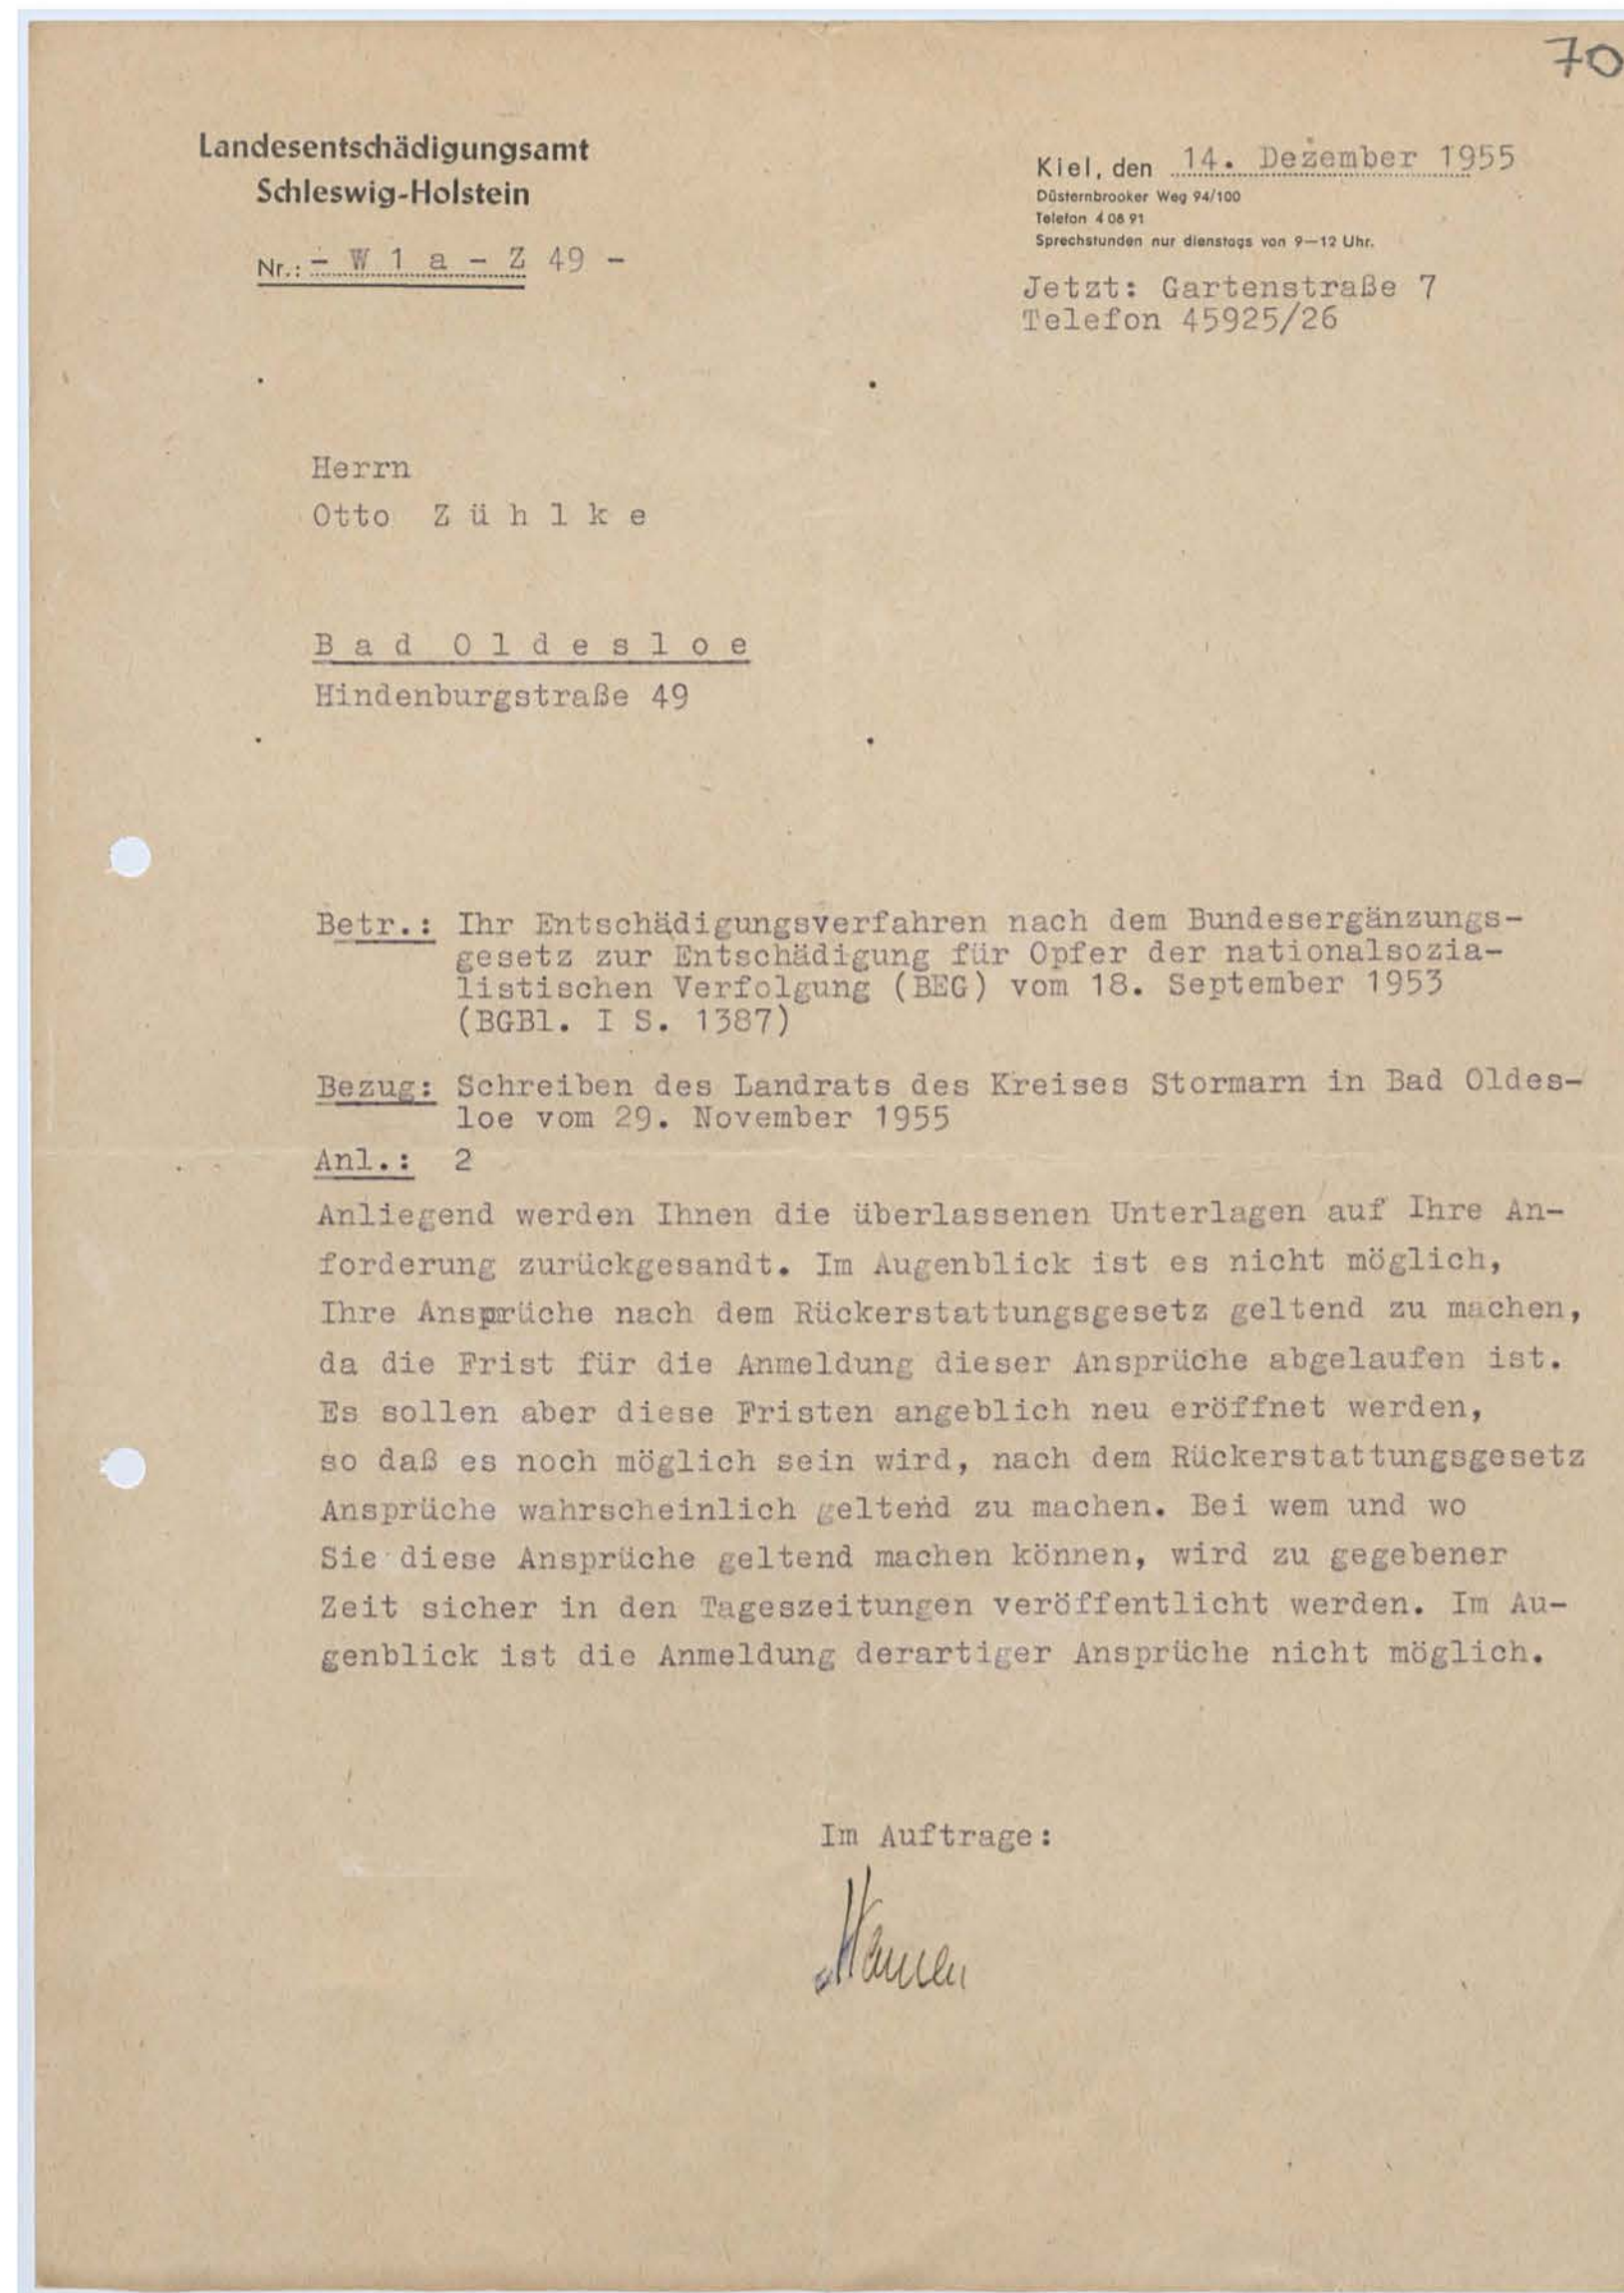 70
Landesentschädigungsamt
Schleswig-Holstein
Nr.: - W 1 a - Z 49 -
Kiel, den 14. Dezember 1955
Düsternbrooker Weg 94/100
Telefon 4 08 91
Sprechstunden nur dienstags von 9—12 Uhr.
Jetzt: Gartenstraße 7
Telefon 45925/26
Herrn
Otto Z ü h l k e
B a d O l d e s l o e
Hindenburgstraße 49
Betr.: Ihr Entschädigungsverfahren nach dem Bundesergänzungs-
gesetz zur Entschädigung für Opfer der nationalsozia-
listischen Verfolgung (BEG) vom 18. September 1953
(BGBl. I S. 1387)
Bezug: Schreiben des Landrats des Kreises Stormarn in Bad Oldes-
loe vom 29. November 1955
Anl.: 2
Anliegend werden Ihnen die überlassenen Unterlagen auf Ihre An-
forderung zurückgesandt. Im Augenblick ist es nicht möglich,
Ihre Ansprüche nach dem Rückerstattungsgesetz geltend zu machen,
da die Frist für die Anmeldung dieser Ansprüche abgelaufen ist.
Es sollen aber diese Fristen angeblich neu eröffnet werden,
so daß es noch möglich sein wird, nach dem Rückerstattungsgesetz
Ansprüche wahrscheinlich geltend zu machen. Bei wem und wo
Sie diese Ansprüche geltend machen können, wird zu gegebener
Zeit sicher in den Tageszeitungen veröffentlicht werden. Im Au-
genblick ist die Anmeldung derartiger Ansprüche nicht möglich.
Im Auftrage: